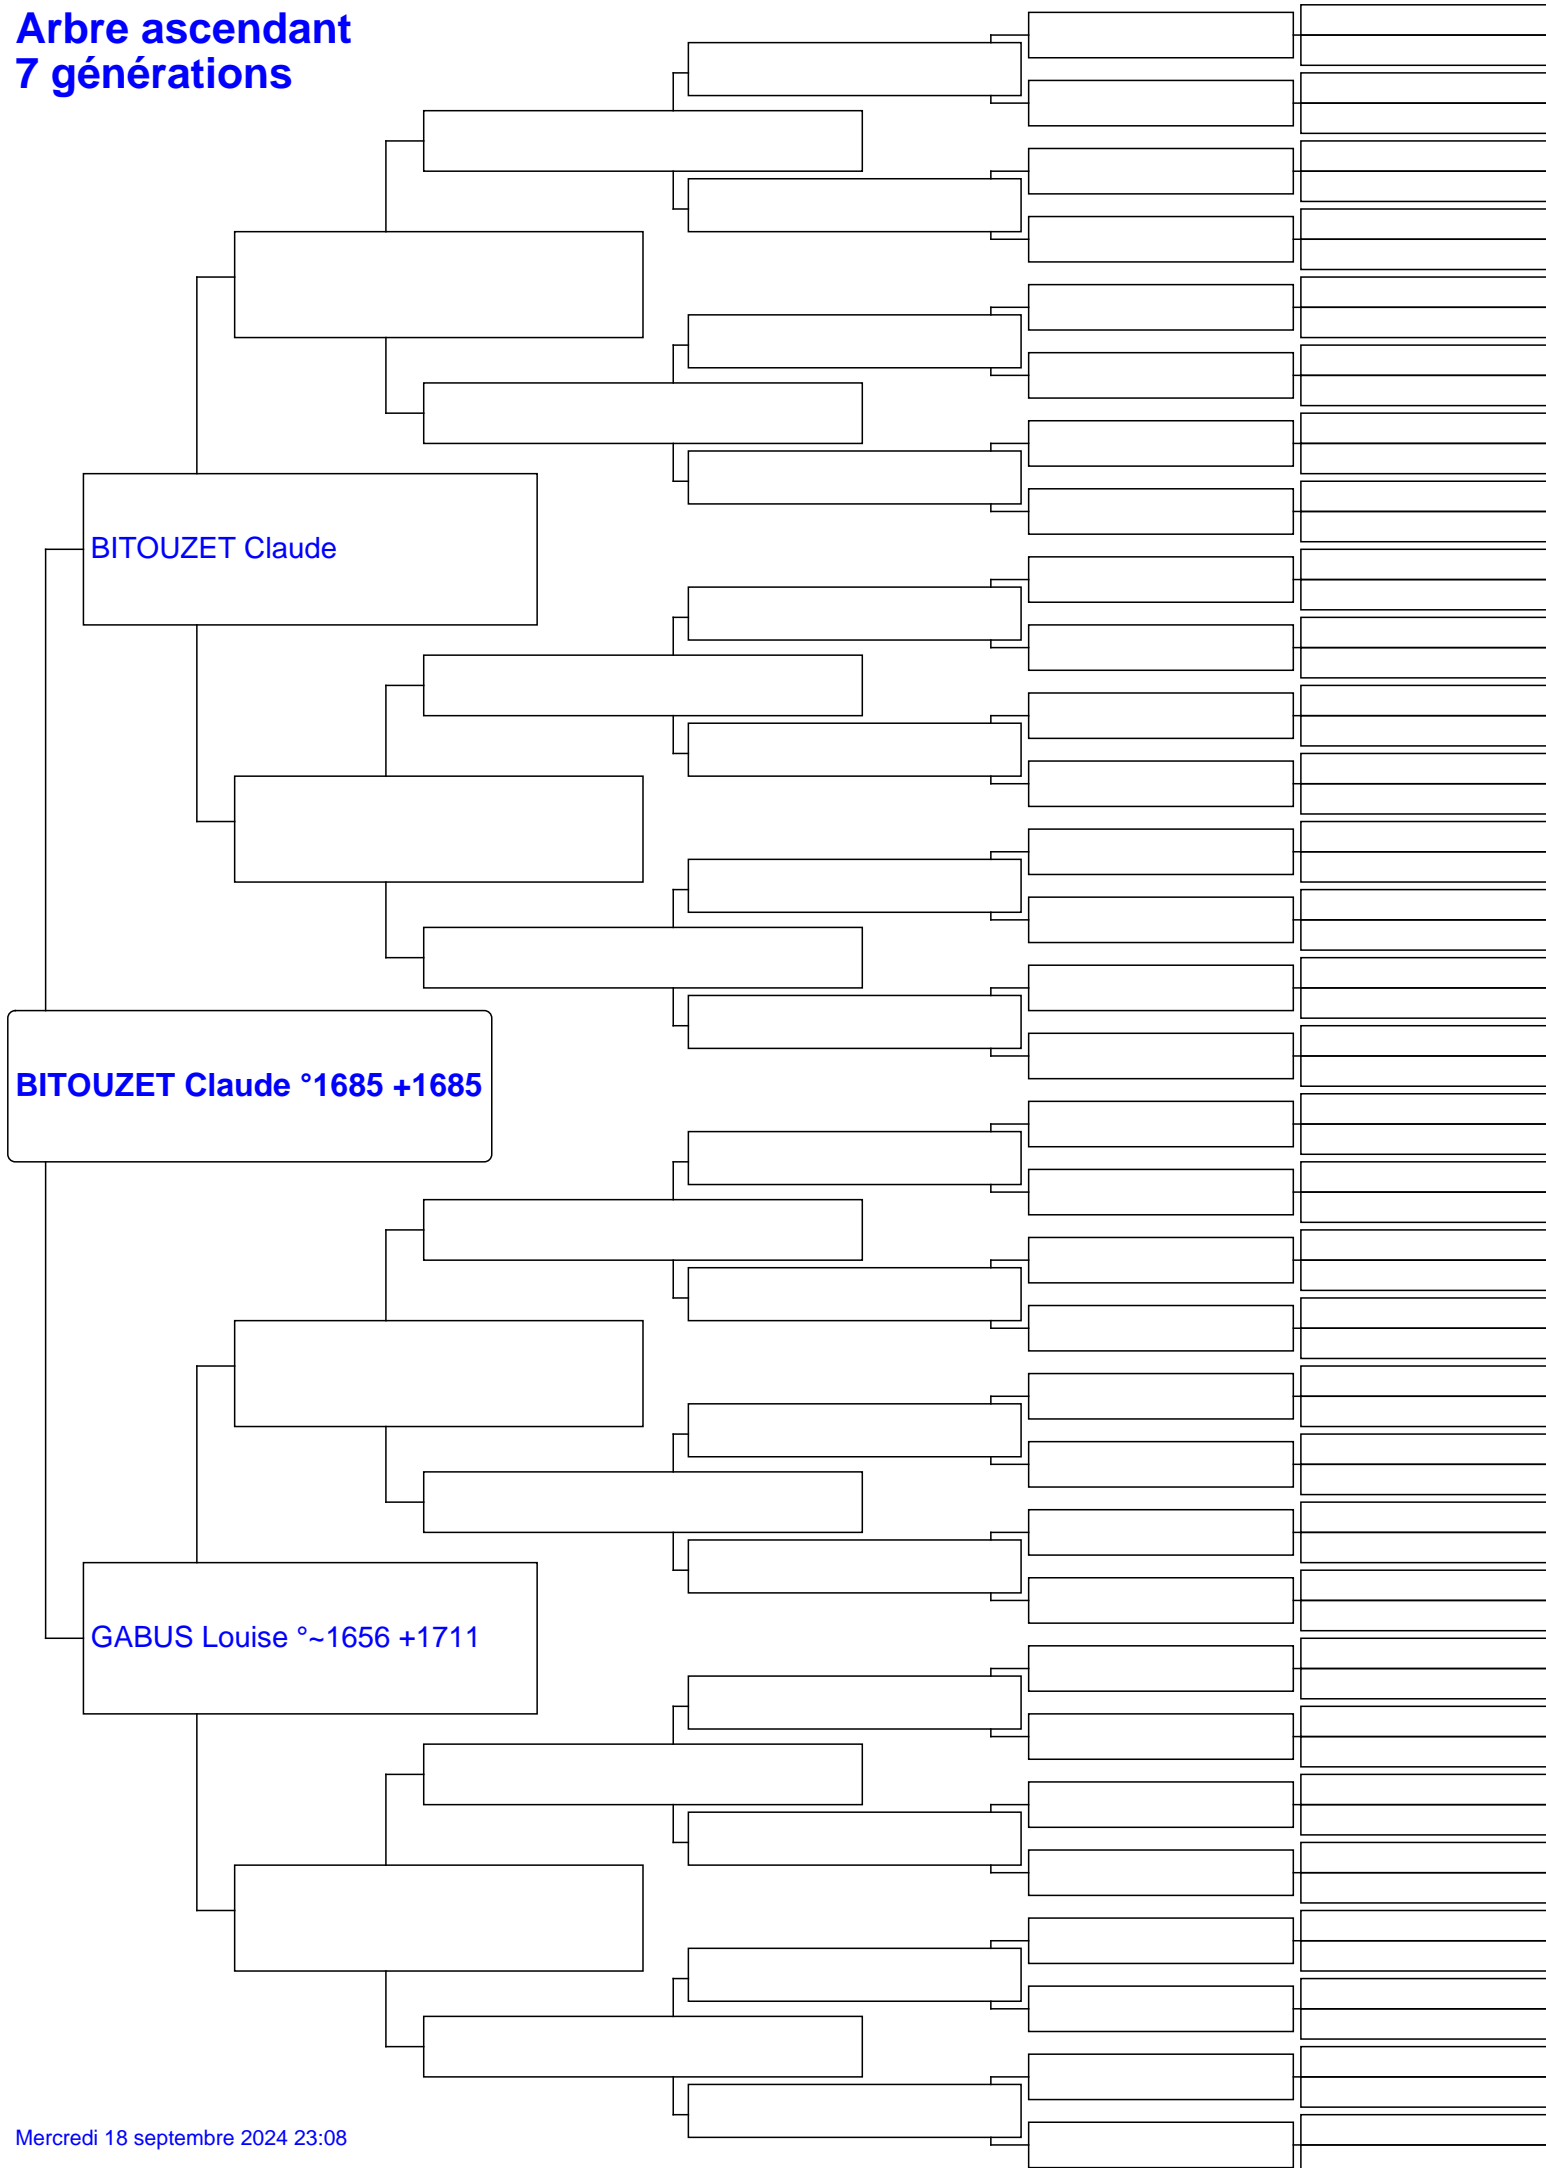 Arbre ascendant
7 générations
BITOUZET Claude
BITOUZET Claude °1685 +1685
GABUS Louise °~1656 +1711
Mercredi 18 septembre 2024 23:08